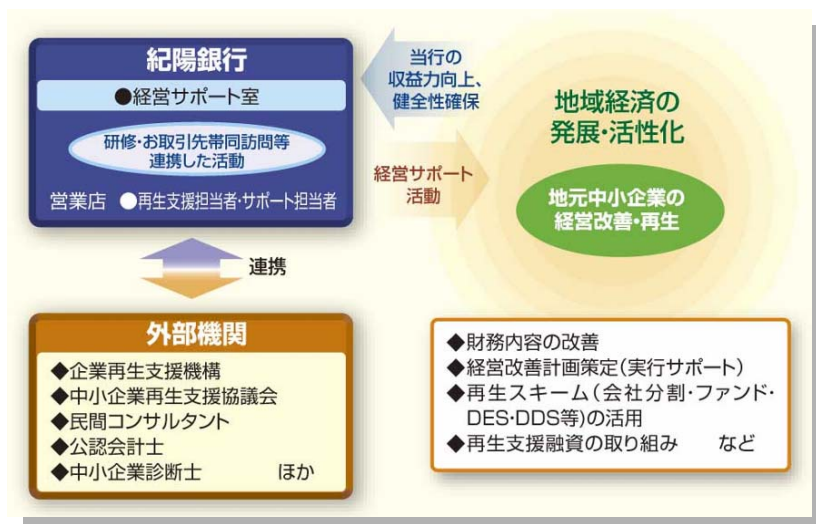 紀陽銀行
●経営サポート室
研修・お取引先帯同訪問等
連携した活動
営業店 ●再生支援担当者・サポート担当者
当行の
収益力向上、
健全性確保
経営サポート
活動
地域経済の
発展・活性化
地元中小企業の
経営改善・再生
連携
外部機関
◆企業再生支援機構
◆中小企業再生支援協議会
◆民間コンサルタント
◆公認会計士
◆中小企業診断士 ほか
◆財務内容の改善
◆経営改善計画策定(実行サポート)
◆再生スキーム(会社分割・ファンド・
DES・DDS等)の活用
◆再生支援融資の取り組み など